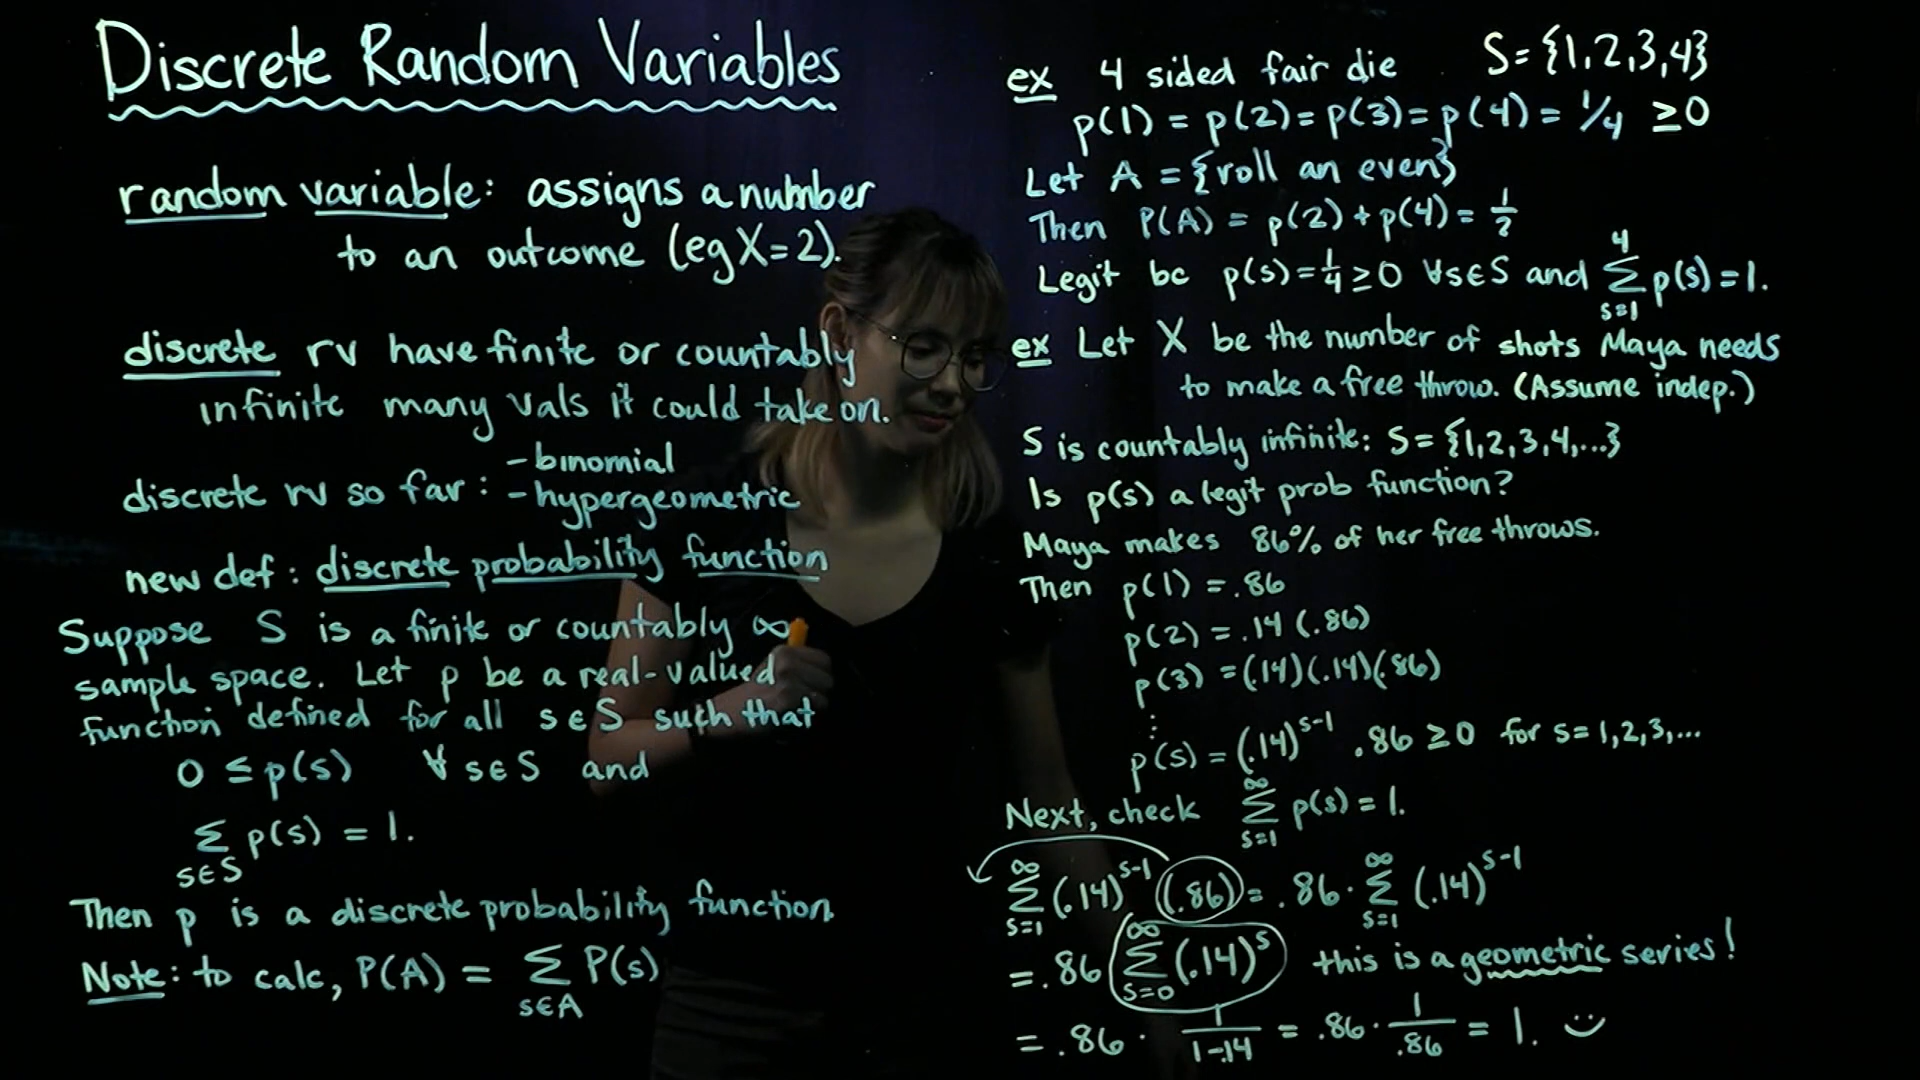 Discrete Random Variables
random variable: assigns a number
to an outcome (eg X=2).
discrete rv have finite or countably
infinite many vals it could take on.
discrete rv so far: -binomial
-hypergeometric
new def: discrete probability function
Suppose S is a finite or countably ∞
sample space. Let p be a real-valued
function defined for all s∈S such that
0 ≤ p(s) ∀ s∈S and
∑ p(s) = 1.
s∈S
Then p is a discrete probability function
Note: to calc, P(A) = ∑ P(s)
s∈A
ex 4 sided fair die S={1,2,3,4}
p(1) = p(2) = p(3) = p(4) = 1/4 ≥0
Let A = {roll an even}
Then P(A) = p(2) + p(4) = 1/2
Legit bc p(s)=1/4≥0 ∀s∈S and 4∑s=1 p(s)=1.
ex Let X be the number of shots Maya needs
to make a free throw. (Assume indep.)
S is countably infinite: S={1,2,3,4,...}
Is p(s) a legit prob function?
Maya makes 86% of her free throws.
Then p(1) = .86
p(2) = .14 (.86)
p(3) = (.14)(.14)(.86)
⋮
p(s) = (.14)^s-1 .86 ≥0 for s=1,2,3,...
Next, check ∞∑s=1 p(s) = 1.
∞∑s=1 (.14)^s-1 (.86) = .86 · ∞∑s=1 (.14)^s-1
= .86 ∞∑s=0 (.14)^s this is a geometric series!
= .86 · 1/1-.14 = .86 · 1/.86 = 1. :)